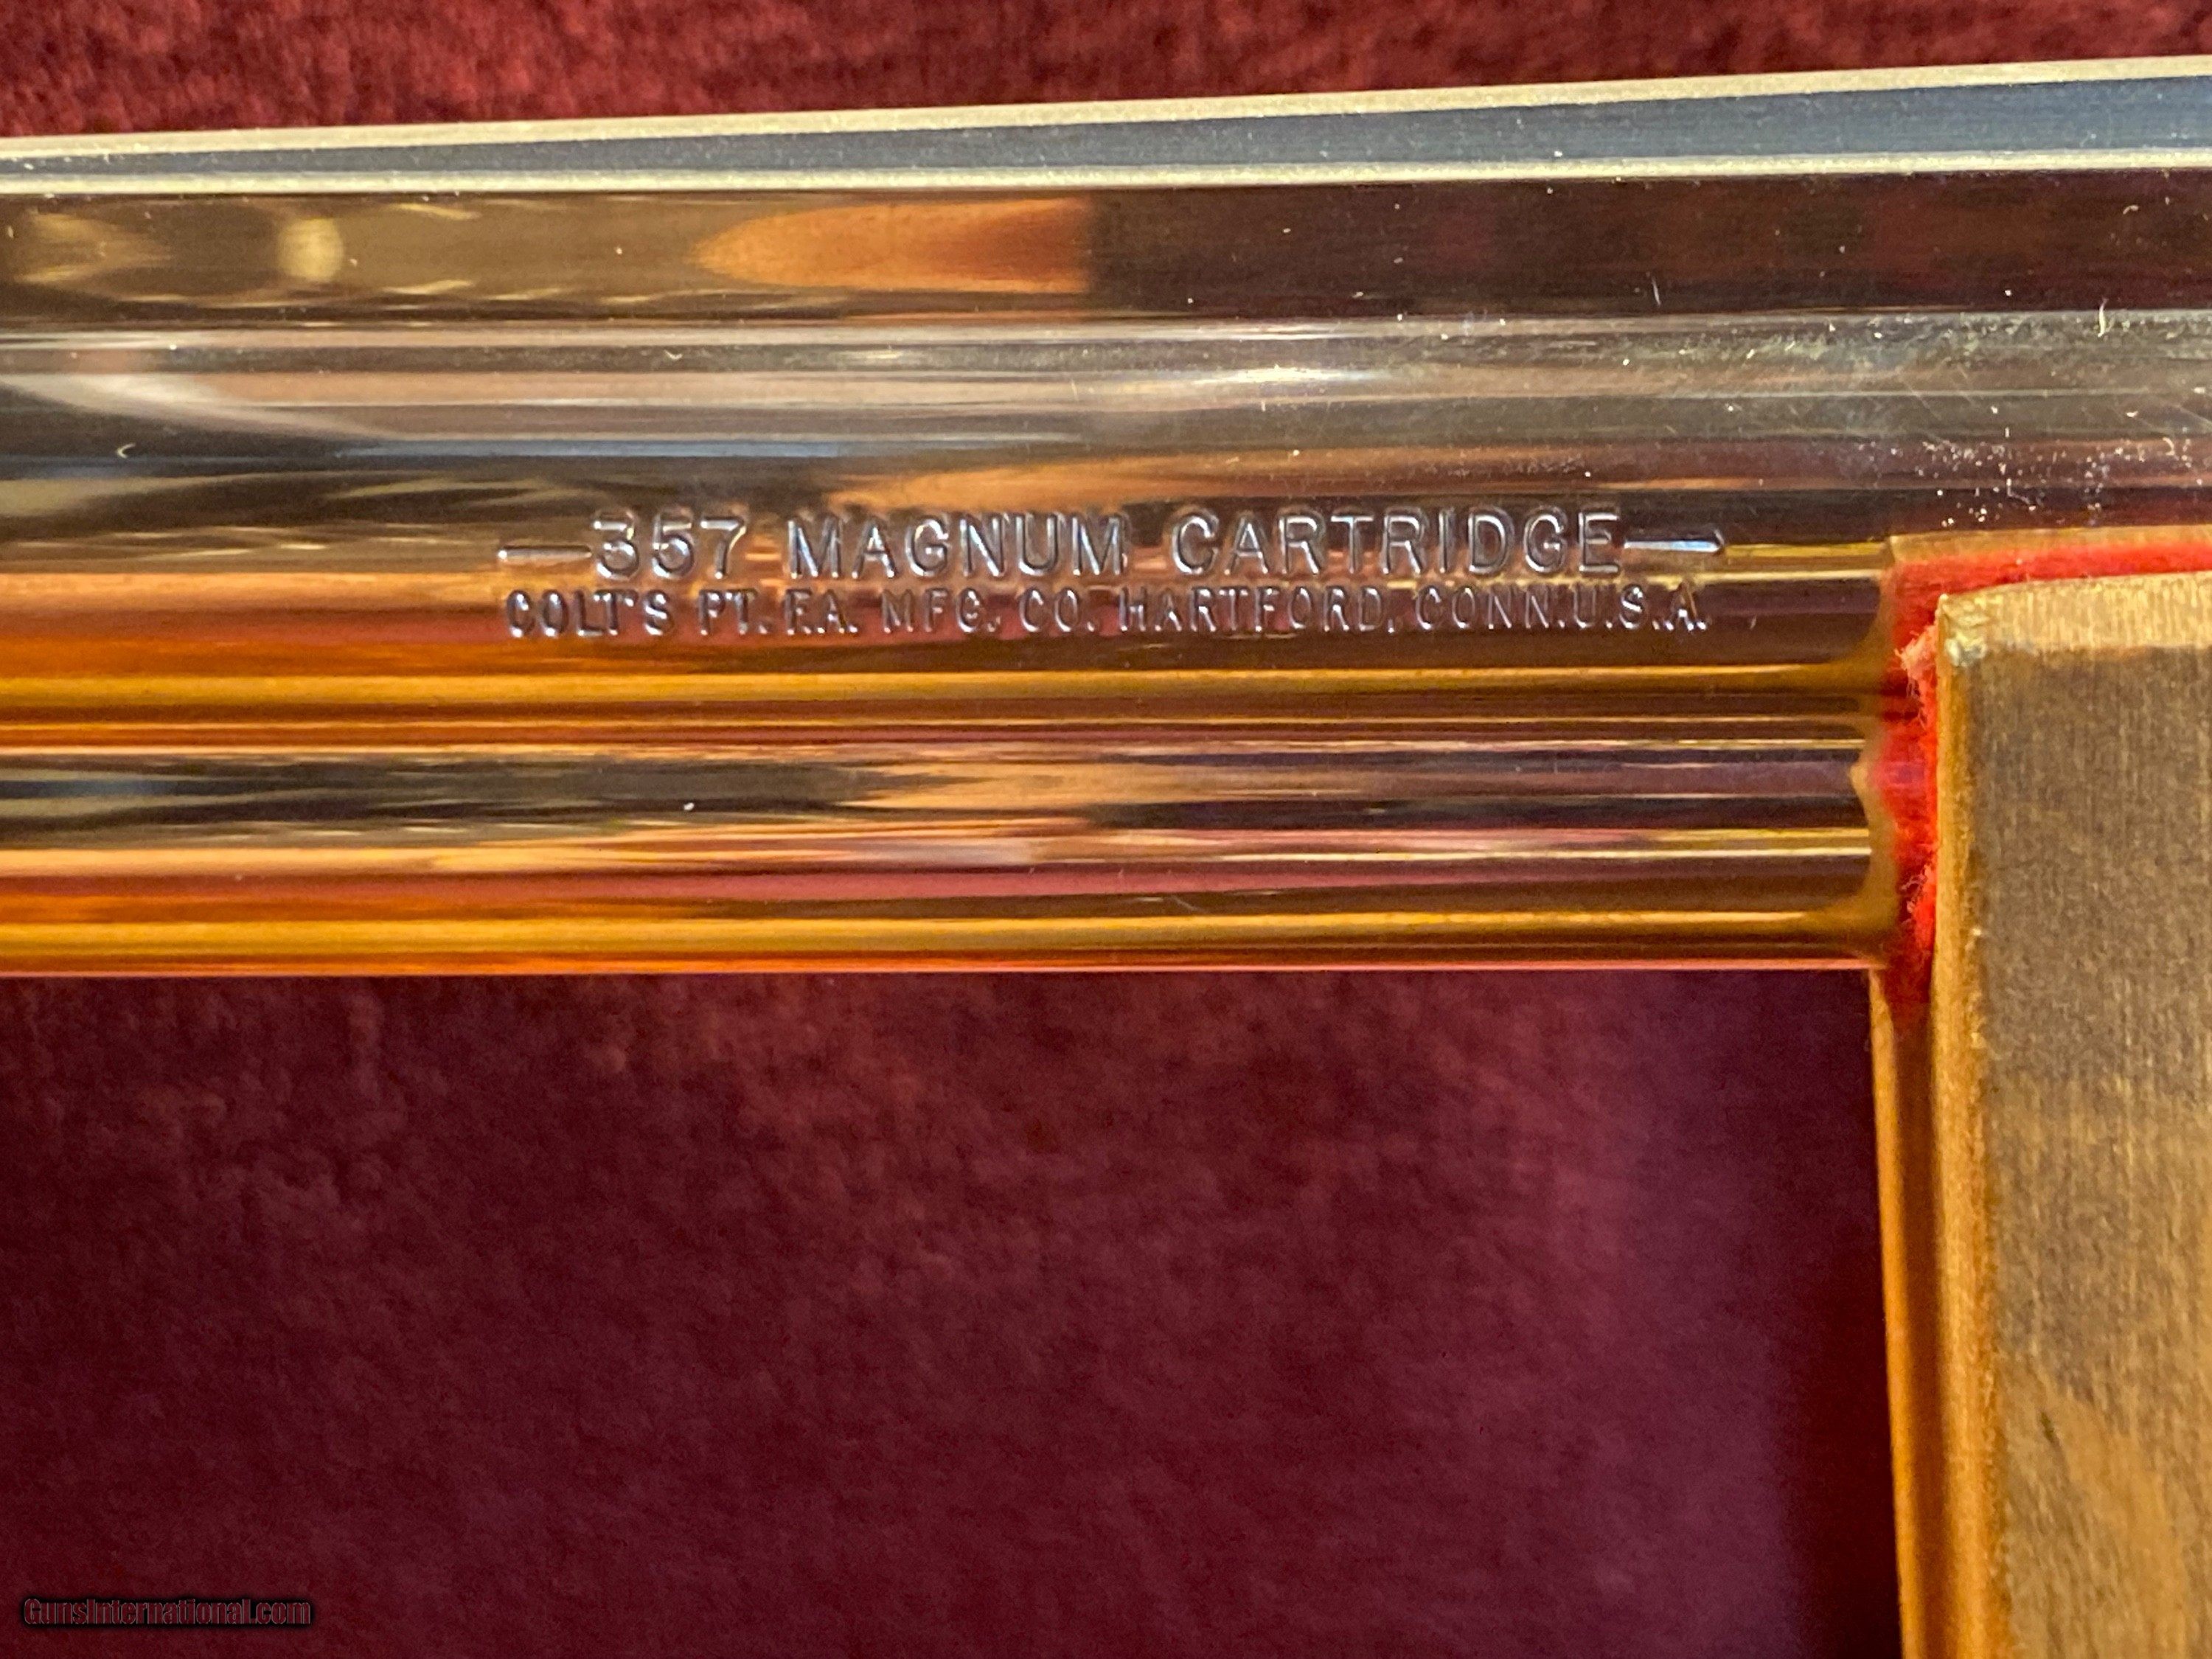 —357 MAGNUM CARTRIDGE—
COLT'S PT. F.A. MFG. CO. HARTFORD, CONN. U.S.A.
GunsInternational.com